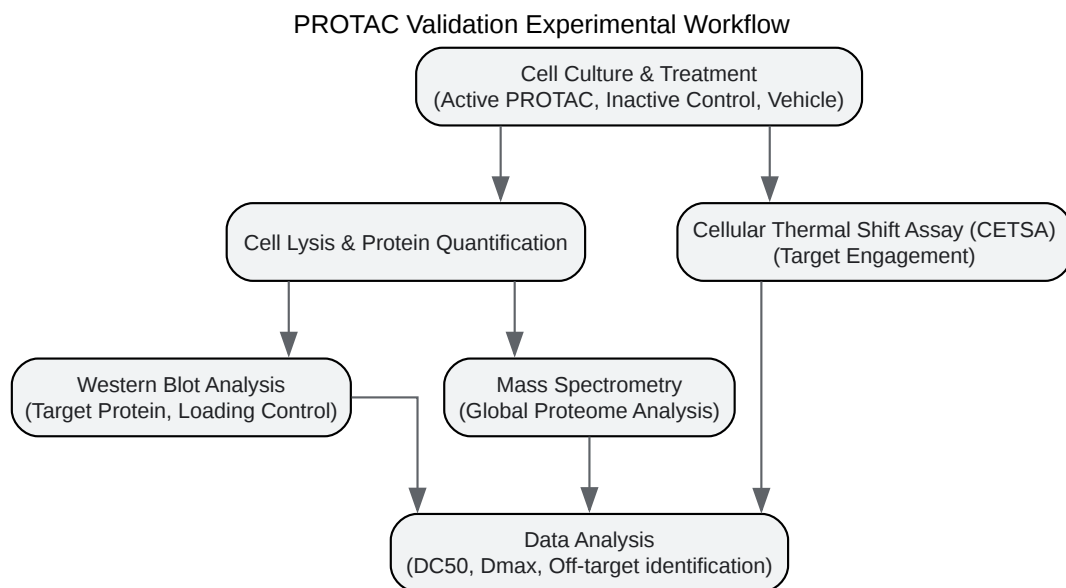 PROTAC Validation Experimental Workflow
Cell Culture & Treatment
(Active PROTAC, Inactive Control, Vehicle)
Cell Lysis & Protein Quantification
Cellular Thermal Shift Assay (CETSA)
(Target Engagement)
Western Blot Analysis
(Target Protein, Loading Control)
Mass Spectrometry
(Global Proteome Analysis)
Data Analysis
(DC50, Dmax, Off-target identification)